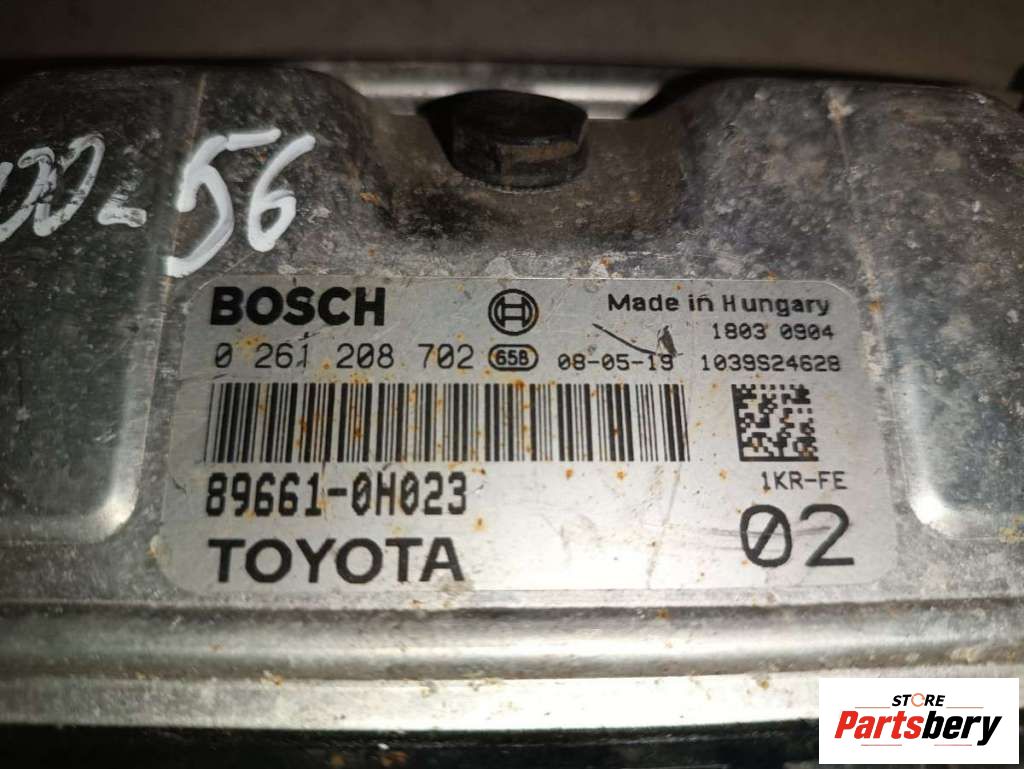 56
BOSCH
Made in Hungary
1803 0904
0 261 208 702 658 08-05-19 1039S24628
89661-0H023
1KR-FE
TOYOTA
02
STORE
Partsbery